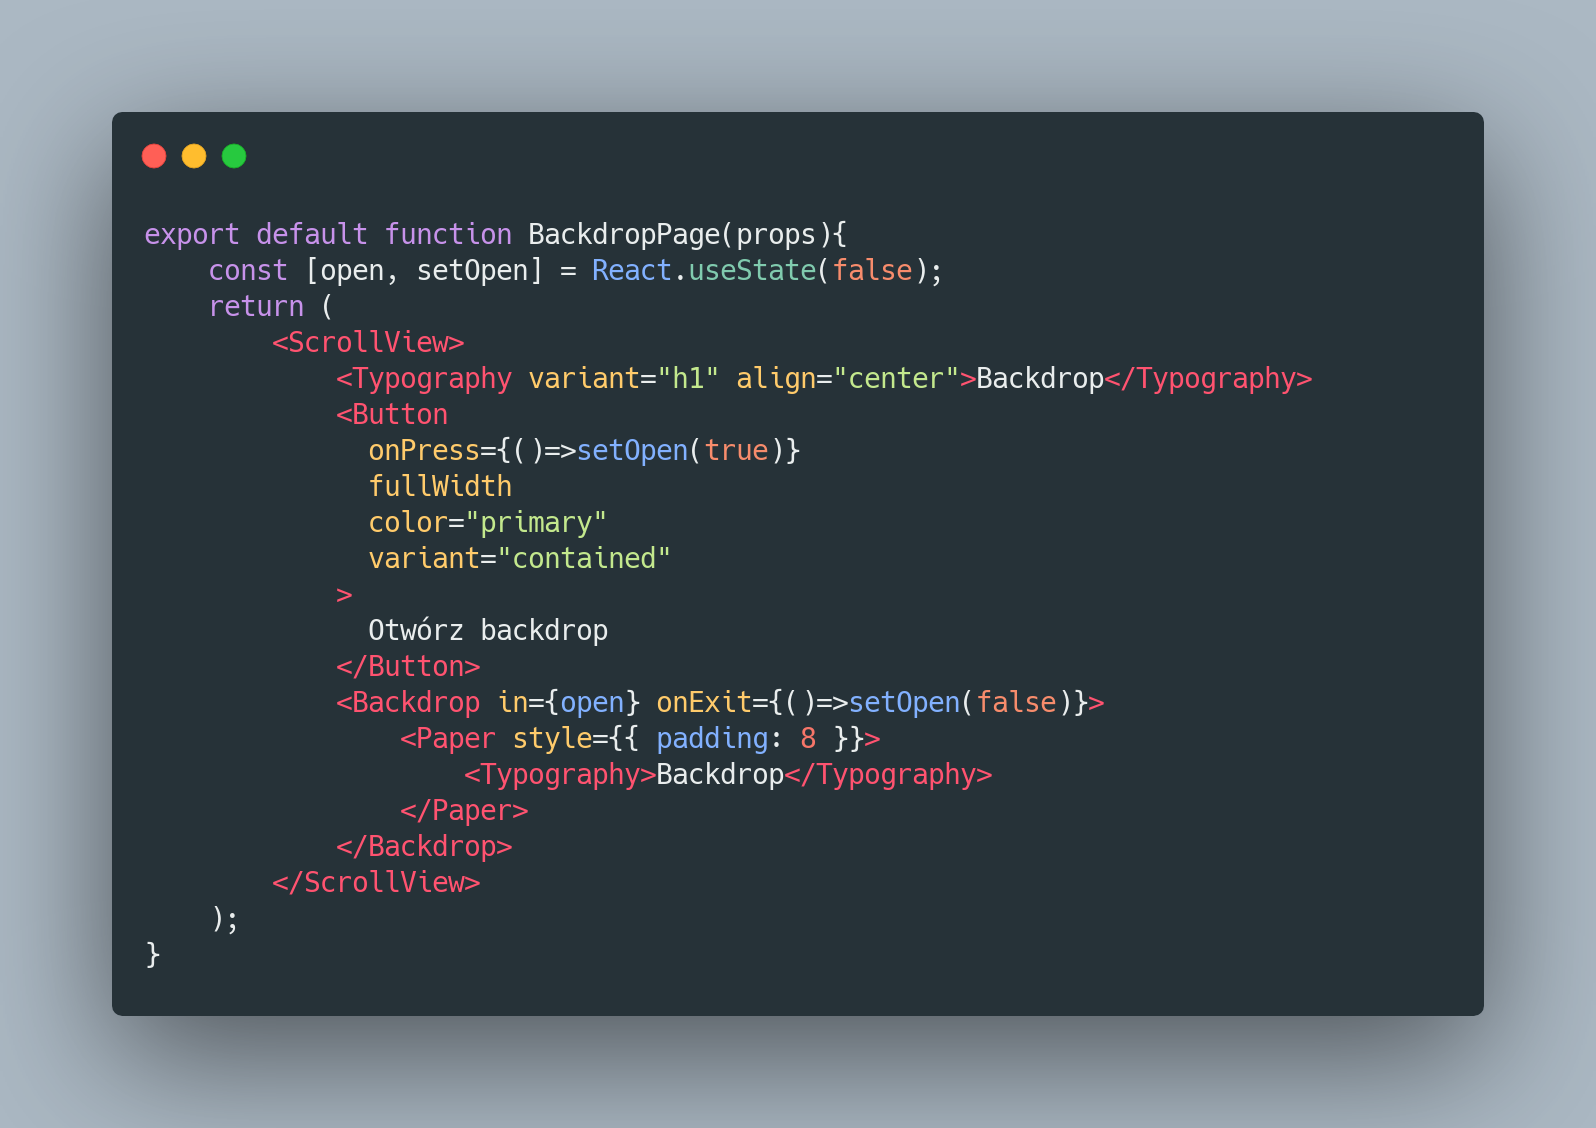 export default function BackdropPage(props){
    const [open, setOpen] = React.useState(false);
    return (
        <ScrollView>
            <Typography variant="h1" align="center">Backdrop</Typography>
            <Button
              onPress={()=>setOpen(true)}
              fullWidth
              color="primary"
              variant="contained"
            >
              Otwórz backdrop
            </Button>
            <Backdrop in={open} onExit={()=>setOpen(false)}>
                <Paper style={{ padding: 8 }}>
                    <Typography>Backdrop</Typography>
                </Paper>
            </Backdrop>
        </ScrollView>
    );
}